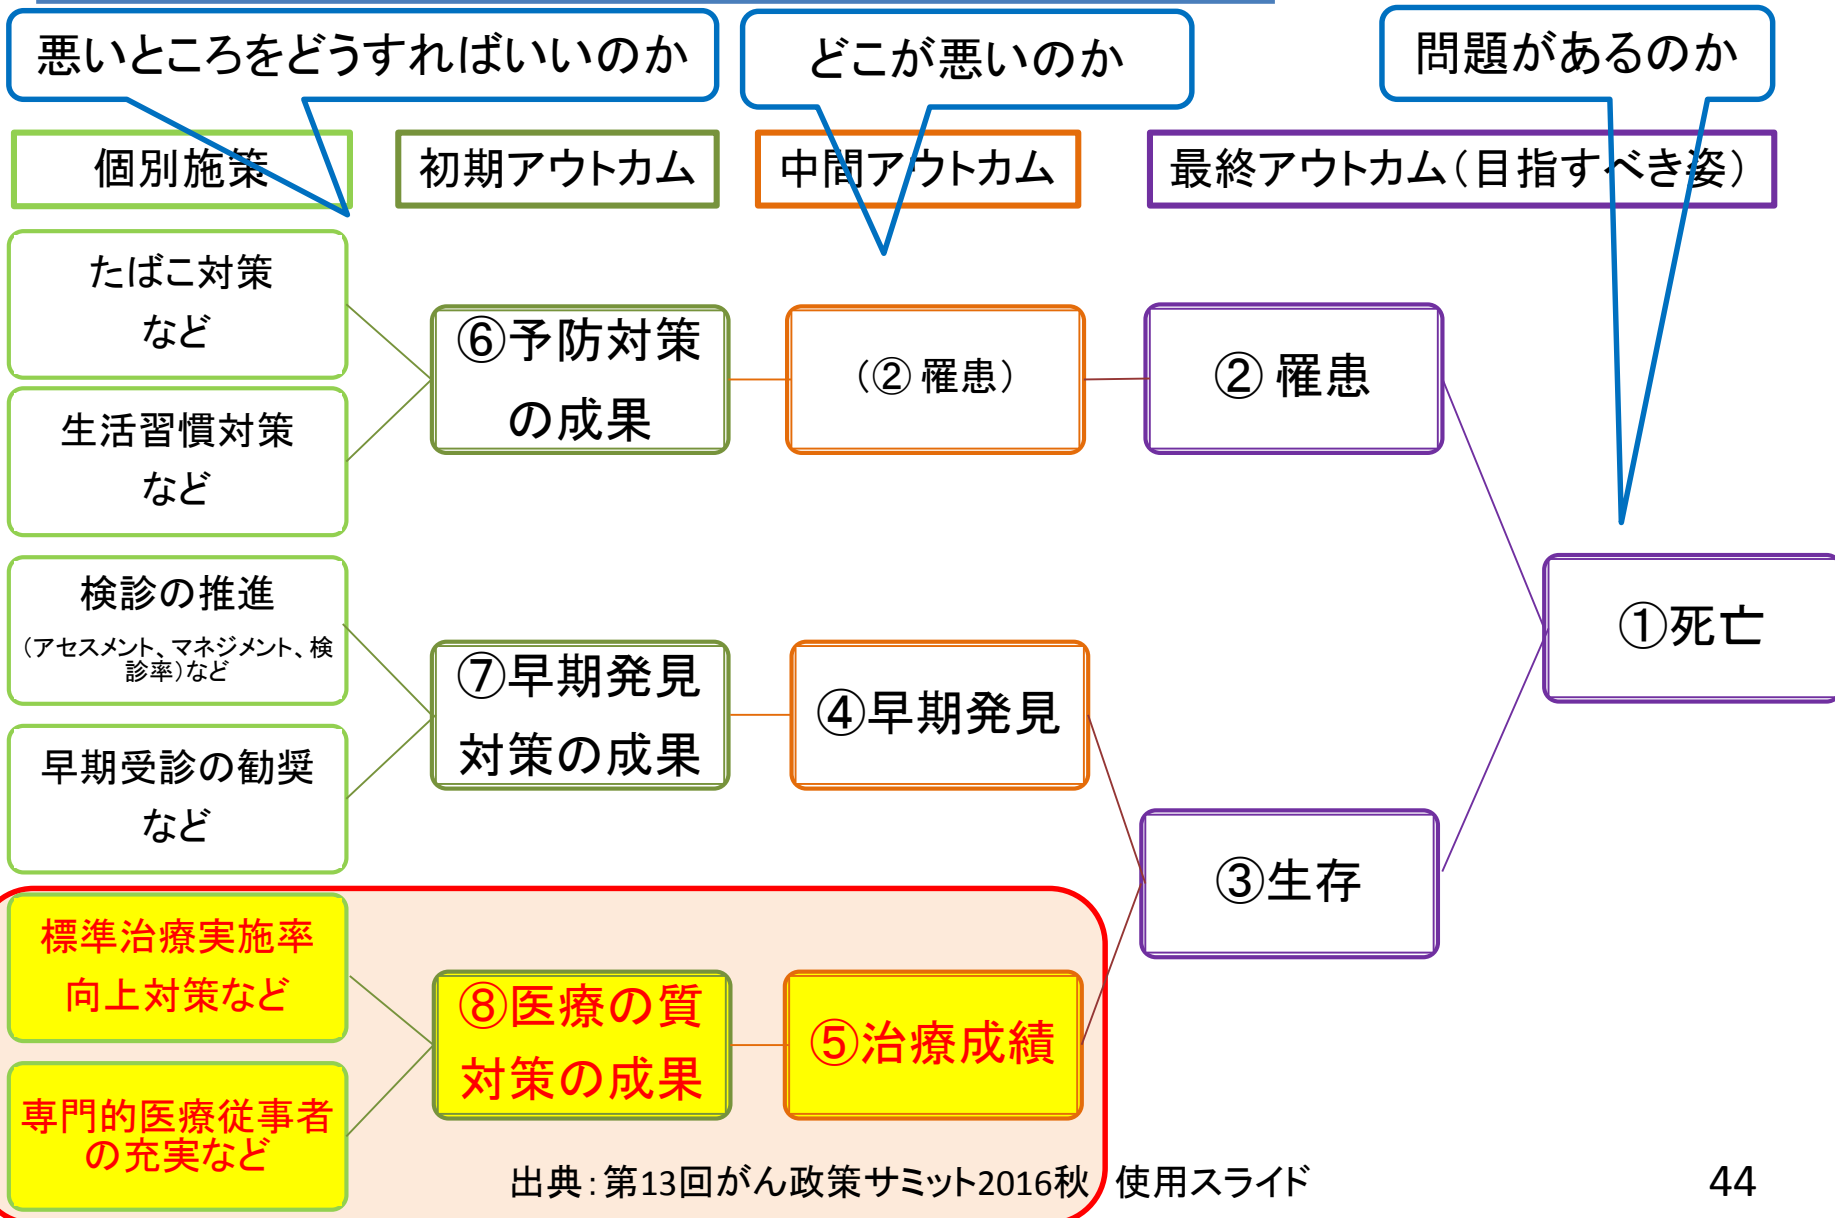 悪いところをどうすればいいのか
どこが悪いのか
問題があるのか
個別施策
初期アウトカム
中間アウトカム
最終アウトカム(目指すべき姿)
たばこ対策
など
生活習慣対策
など
⑥予防対策
の成果
(②罹患)
②罹患
検診の推進
(アセスメント、マネジメント、検
診率)など
早期受診の勧奨
など
⑦早期発見
対策の成果
④早期発見
①死亡
③生存
標準治療実施率
向上対策など
専門的医療従事者
の充実など
⑧医療の質
対策の成果
⑤治療成績
出典:第13回がん政策サミット2016秋 使用スライド
44